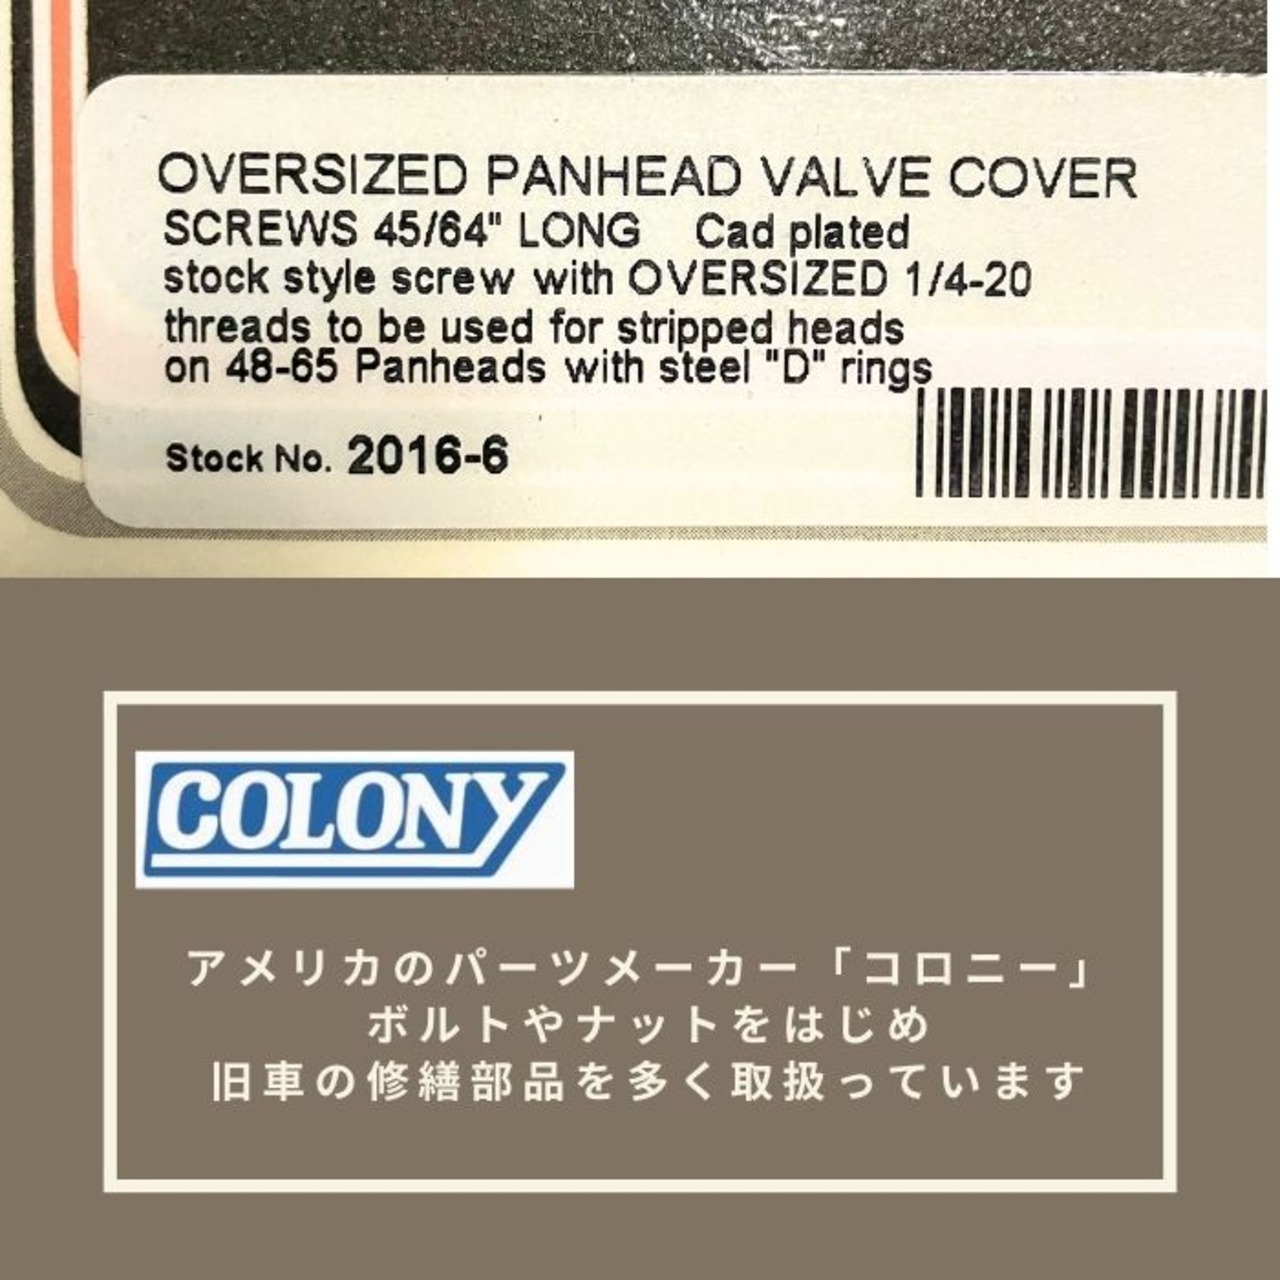 OVERSIZED PANHEAD VALVE COVER
SCREWS 45/64" LONG Cad plated
stock style screw with OVERSIZED 1/4-20
threads to be used for stripped heads
on 48-65 Panheads with steel "D" rings
Stock No. 2016-6
COLONY
アメリカのパーツメーカー「コロニー」
ボルトやナットをはじめ
旧車の修繕部品を多く取扱っています